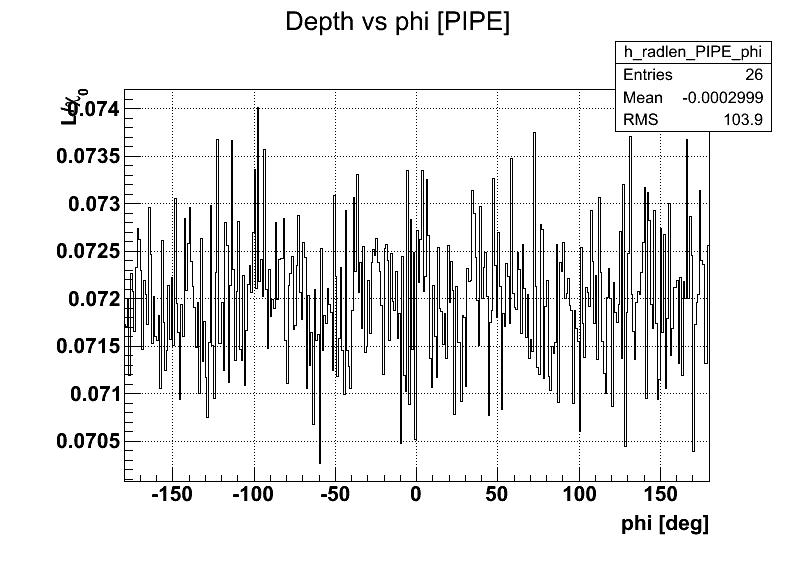 Depth vs phi [PIPE]
h_radlen_PIPE_phi
Entries 26
Mean -0.0002999
RMS 103.9
0.074
0.0735
0.073
0.0725
0.072
0.0715
0.071
0.0705
-150 -100 -50 0 50 100 150
phi [deg]